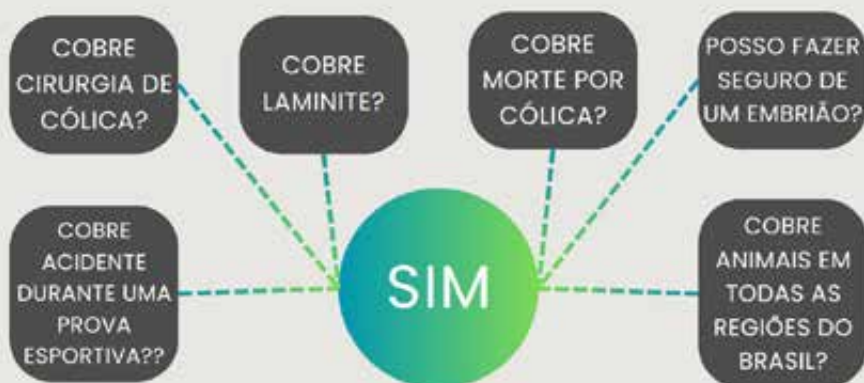 COBRE
CIRURGIA DE
CÓLICA?
COBRE
LAMINITE?
COBRE
MORTE POR
CÓLICA?
POSSO FAZER
SEGURO DE
UM EMBRIÃO?
COBRE
ACIDENTE
DURANTE UMA
PROVA
ESPORTIVA??
SIM
COBRE
ANIMAIS EM
TODAS AS
REGIÕES DO
BRASIL?